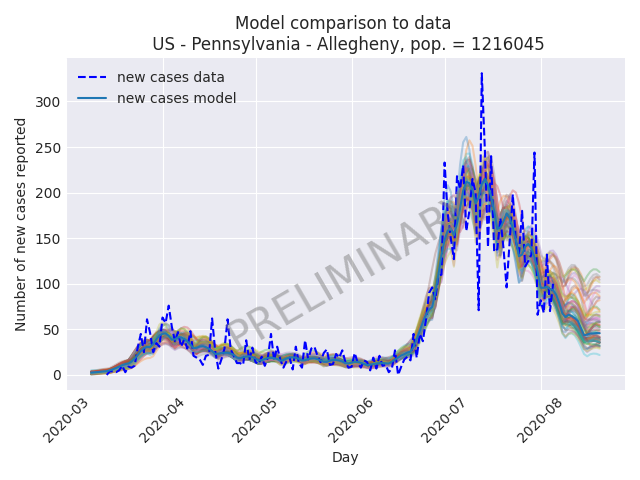 Model comparison to data
US - Pennsylvania - Allegheny, pop. = 1216045
new cases data
new cases model
Number of new cases reported
300
250
200
150
100
50
0
PRELIMINARY
2020-03
2020-04
2020-05
2020-06
2020-07
2020-08
Day